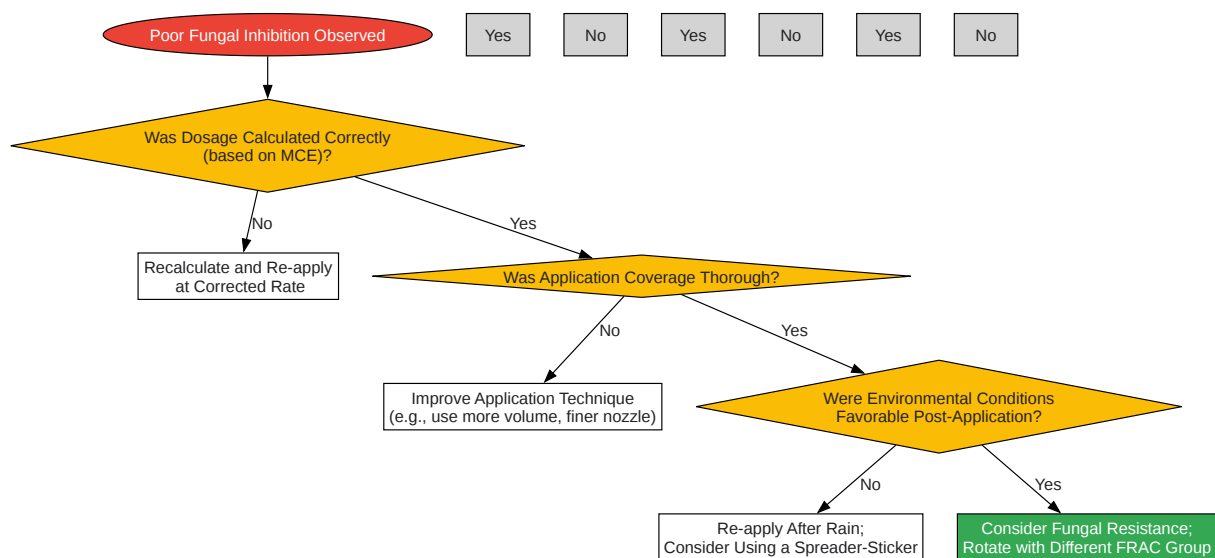 Poor Fungal Inhibition Observed
Yes
No
Yes
No
Yes
No
Was Dosage Calculated Correctly
(based on MCE)?
No
Yes
Recalculate and Re-apply
at Corrected Rate
Was Application Coverage Thorough?
No
Yes
Improve Application Technique
(e.g., use more volume, finer nozzle)
Were Environmental Conditions
Favorable Post-Application?
No
Yes
Re-apply After Rain;
Consider Using a Spreader-Sticker
Consider Fungal Resistance;
Rotate with Different FRAC Group